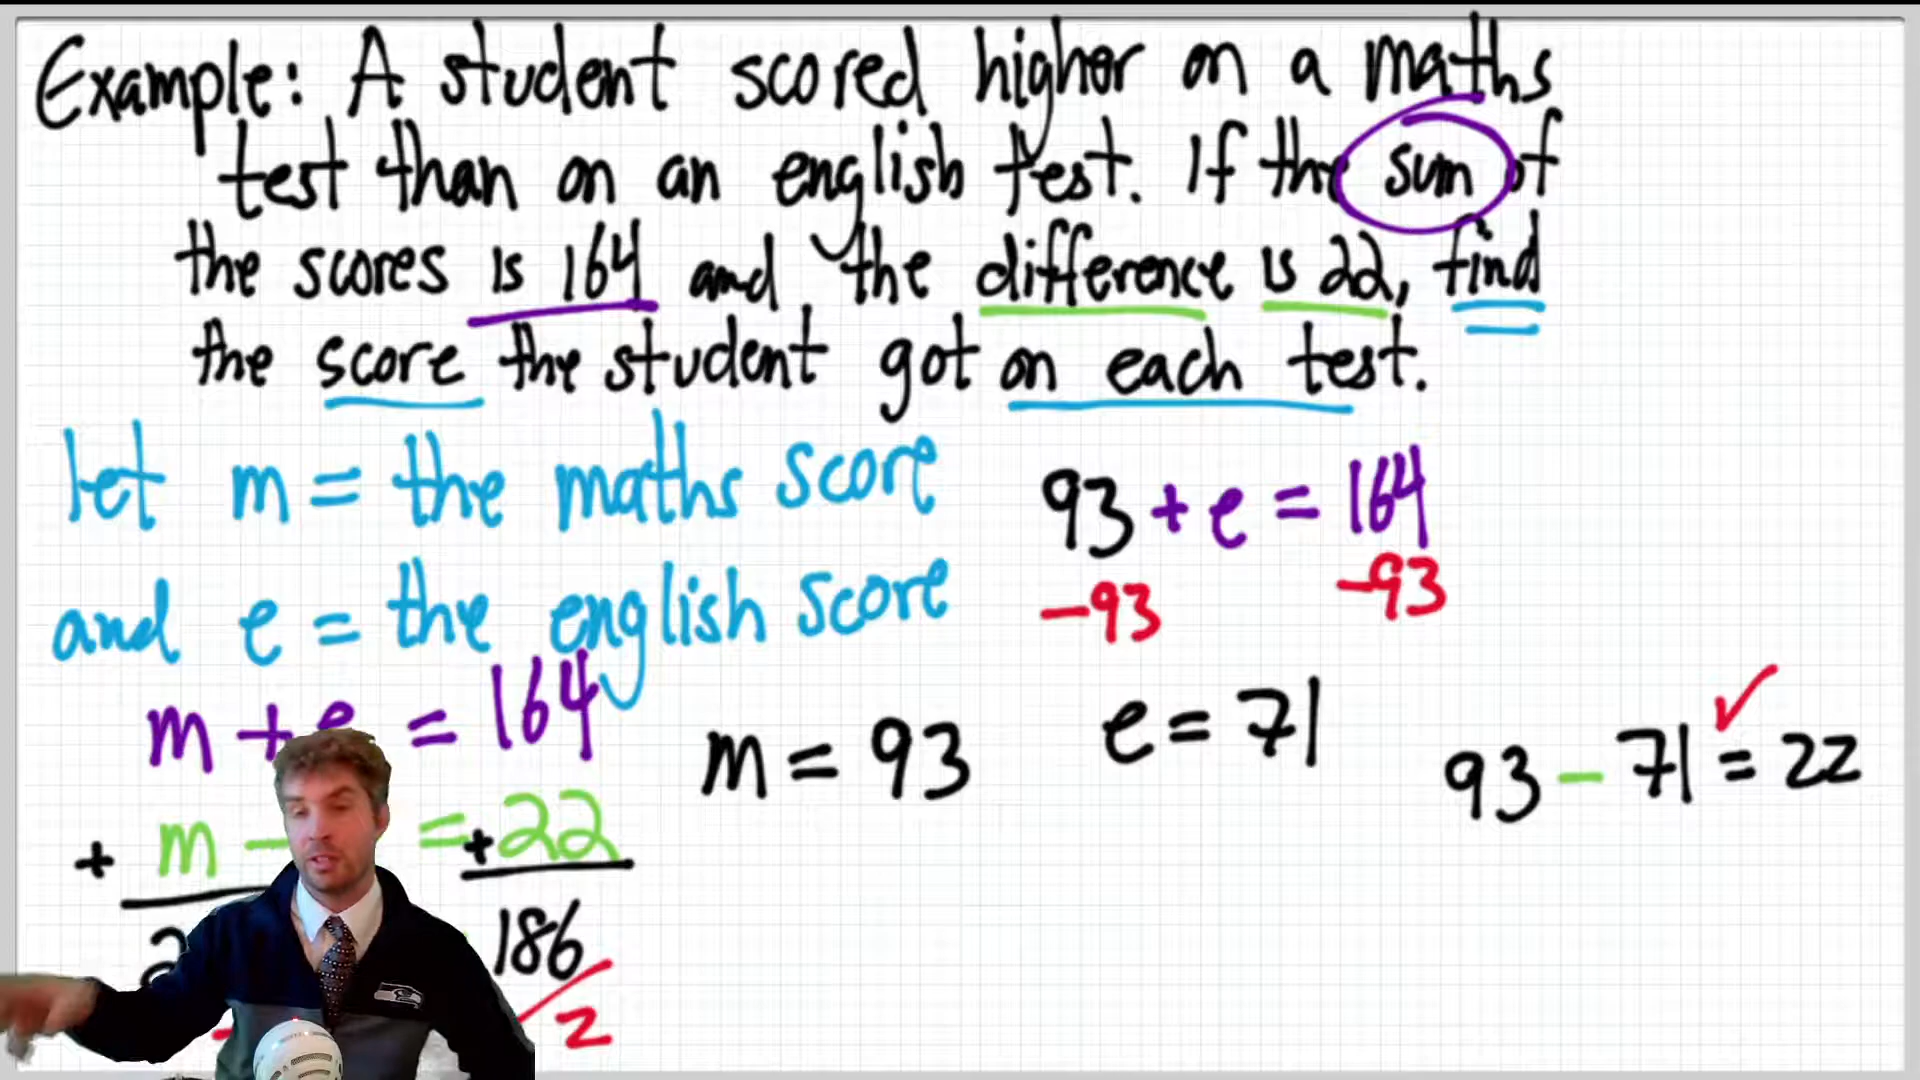 Example: A student scored higher on a maths
test than on an english test. If the sum of
the scores is 164 and the difference is 22, find
the score the student got on each test.
let m = the maths score
and e = the english score
93 + e = 164
-93 -93
m + e = 164
m = 93
e = 71
93 - 71 = 22
+ m - = + 22
2 186
2